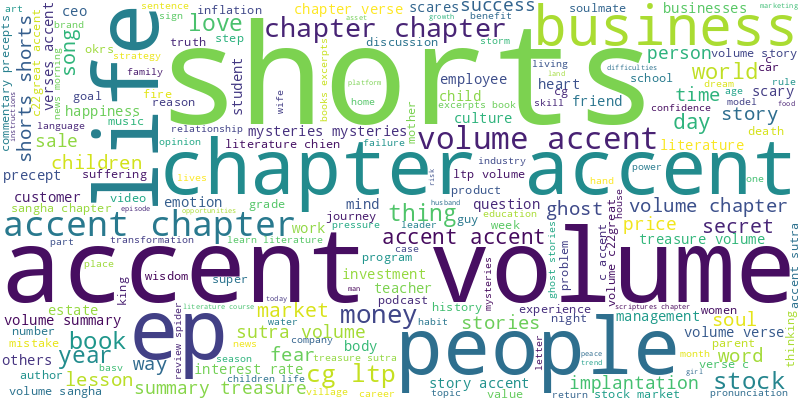 art sentence inflation chapter verse scares success soulmate businesses marketing
ceo sign love chapter chapter discussion benefit business growth asset
brand step truth storm person volume story
okrs song strategy family student employee world living school land car rule
goal reason fire shorts heart cg skill difficulties
commentary precepts instructions shorts shorts verses accent c22great accent news morning life books excerpts home platform child excerpts book friend time scary model age dream confidence food
happiness language music relationship wife mysteries mysteries mother culture day story death
sale opinion literature chien failure volume accent literature
children suffering lives chapter accent industry power one
precept video emotion grade ltp volume product hand opportunities
customer sangha chapter episode mind thing risk husband education ghost volume chapter
accent chapter work journey pressure leader question guy week price secret
part transformation learn literature case accent accent problem house treasure volume
accent volume program c accent volume c22great ghost stories accent sutra
place wisdom super investment teacher mysteries
estate king ep literature course today man podcast history experience women scriptures chapter
volume summary market water money night management soul
number book sutra volume company habit stories letter people volume verse thinking
mistake year way review spider fear news body parent word
others season interest rate treasure sutra cg ltp peace trend month girl verse c
author lesson basv children life village story accent implantation stock
volume sangha summary treasure career topic value return stock market pronunciation